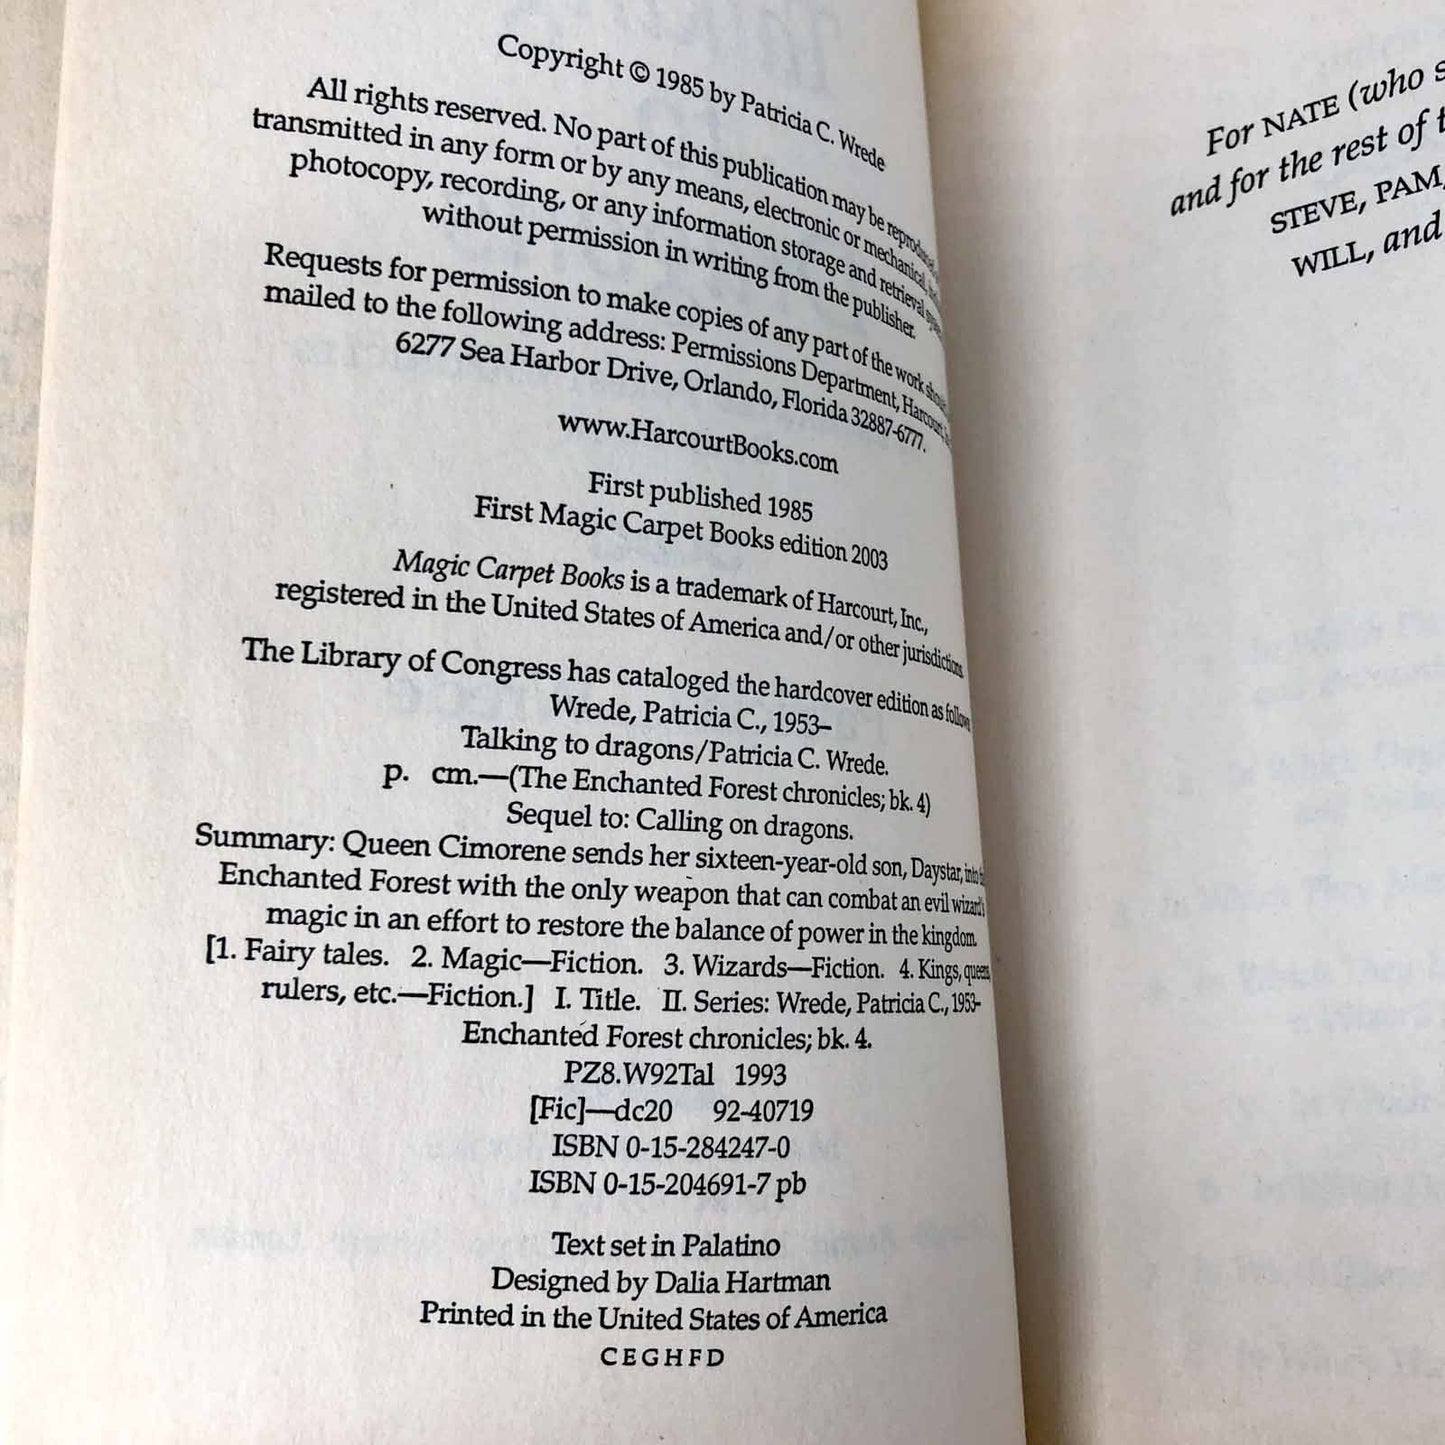 Copyright © 1985 by Patricia C. Wrede
All rights reserved. No part of this publication may be reproduced
transmitted in any form or by any means, electronic or mechanical,
photocopy, recording, or any information storage and retrieval
without permission in writing from the publisher.
Requests for permission to make copies of any part of the work
mailed to the following address: Permissions Department, Harcourt,
6277 Sea Harbor Drive, Orlando, Florida 32887-6777.
www.HarcourtBooks.com
First published 1985
First Magic Carpet Books edition 2003
Magic Carpet Books is a trademark of Harcourt, Inc.,
registered in the United States of America and/or other jurisdictions.
The Library of Congress has cataloged the hardcover edition as follows
Wrede, Patricia C., 1953–
Talking to dragons/Patricia C. Wrede.
p. cm.—(The Enchanted Forest chronicles; bk. 4)
Sequel to: Calling on dragons.
Summary: Queen Cimorene sends her sixteen-year-old son, Daystar, into
Enchanted Forest with the only weapon that can combat an evil wizard's
magic in an effort to restore the balance of power in the kingdom.
[1. Fairy tales. 2. Magic—Fiction. 3. Wizards—Fiction. 4. Kings, queens,
rulers, etc.—Fiction.] I. Title. II. Series: Wrede, Patricia C., 1953–
Enchanted Forest chronicles; bk. 4.
PZ8.W92Tal 1993
[Fic]—dc20 92-40719
ISBN 0-15-284247-0
ISBN 0-15-204691-7 pb
Text set in Palatino
Designed by Dalia Hartman
Printed in the United States of America
C E G H F D
For NATE (who
and for the rest of
STEVE, PAM,
WILL, and